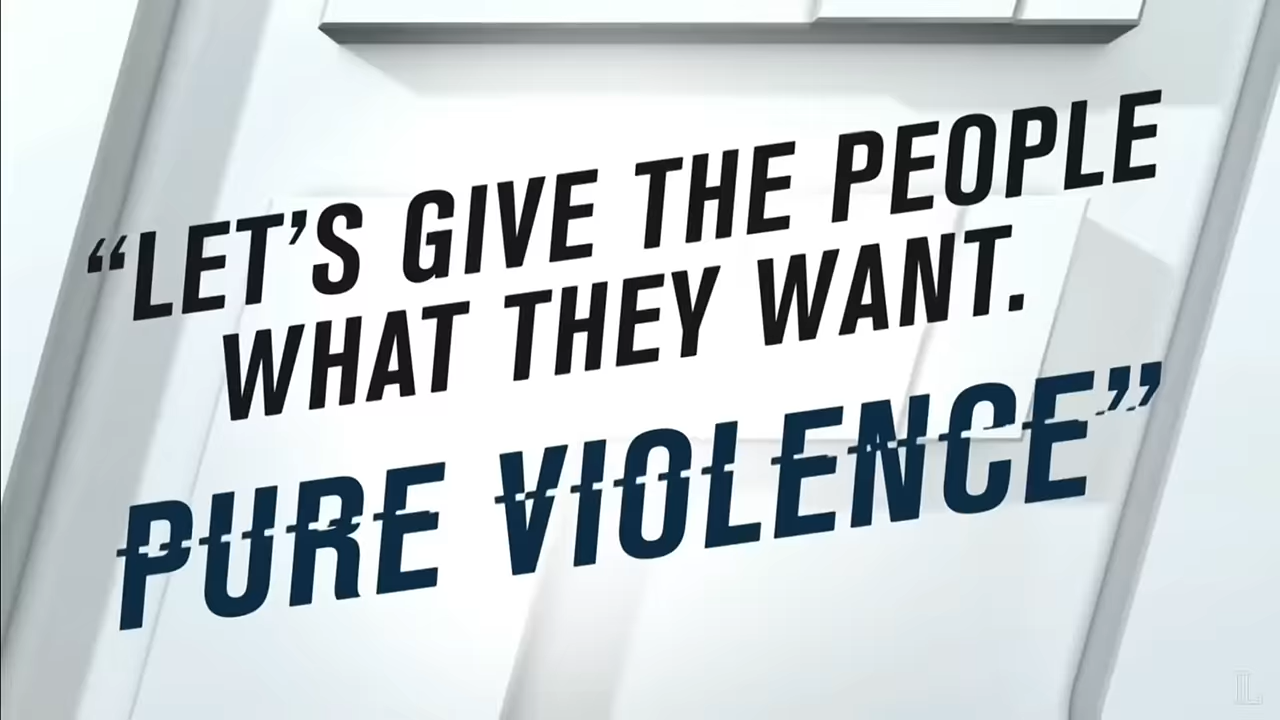 “LET’S GIVE THE PEOPLE
WHAT THEY WANT.
PURE VIOLENCE”